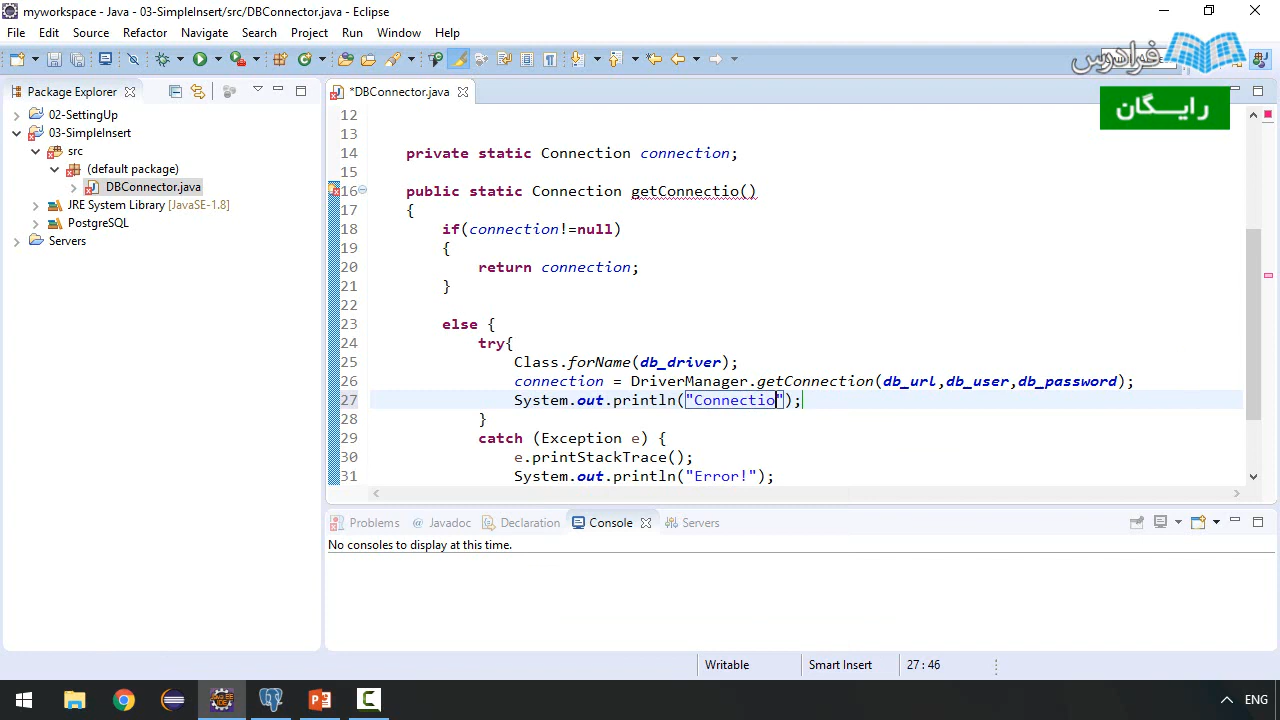 myworkspace - Java - 03-SimpleInsert/src/DBConnector.java - Eclipse
File Edit Source Refactor Navigate Search Project Run Window Help
فرادرس
رایـــگان
Package Explorer
*DBConnector.java
02-SettingUp
03-SimpleInsert
src
(default package)
DBConnector.java
JRE System Library [JavaSE-1.8]
PostgreSQL
Servers
12
13
14 private static Connection connection;
15
16 public static Connection getConnectio()
17 {
18 if(connection!=null)
19 {
20 return connection;
21 }
22
23 else {
24 try{
25 Class.forName(db_driver);
26 connection = DriverManager.getConnection(db_url,db_user,db_password);
27 System.out.println("Connectio");
28 }
29 catch (Exception e) {
30 e.printStackTrace();
31 System.out.println("Error!");
Problems @ Javadoc Declaration Console Servers
No consoles to display at this time.
Writable Smart Insert 27 : 46
ENG